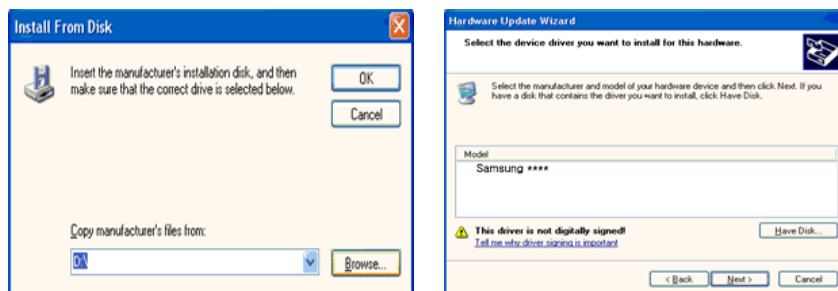 Install From Disk
Insert the manufacturer's installation disk, and then
make sure that the correct drive is selected below.
OK
Cancel
Copy manufacturer's files from:
D:\
Browse...
Hardware Update Wizard
Select the device driver you want to install for this hardware.
Select the manufacturer and model of your hardware device and then click Next. If you
have a disk that contains the driver you want to install, click Have Disk.
Model
Samsung ****
This driver is not digitally signed!
Tell me why driver signing is important
Have Disk...
< Back
Next >
Cancel